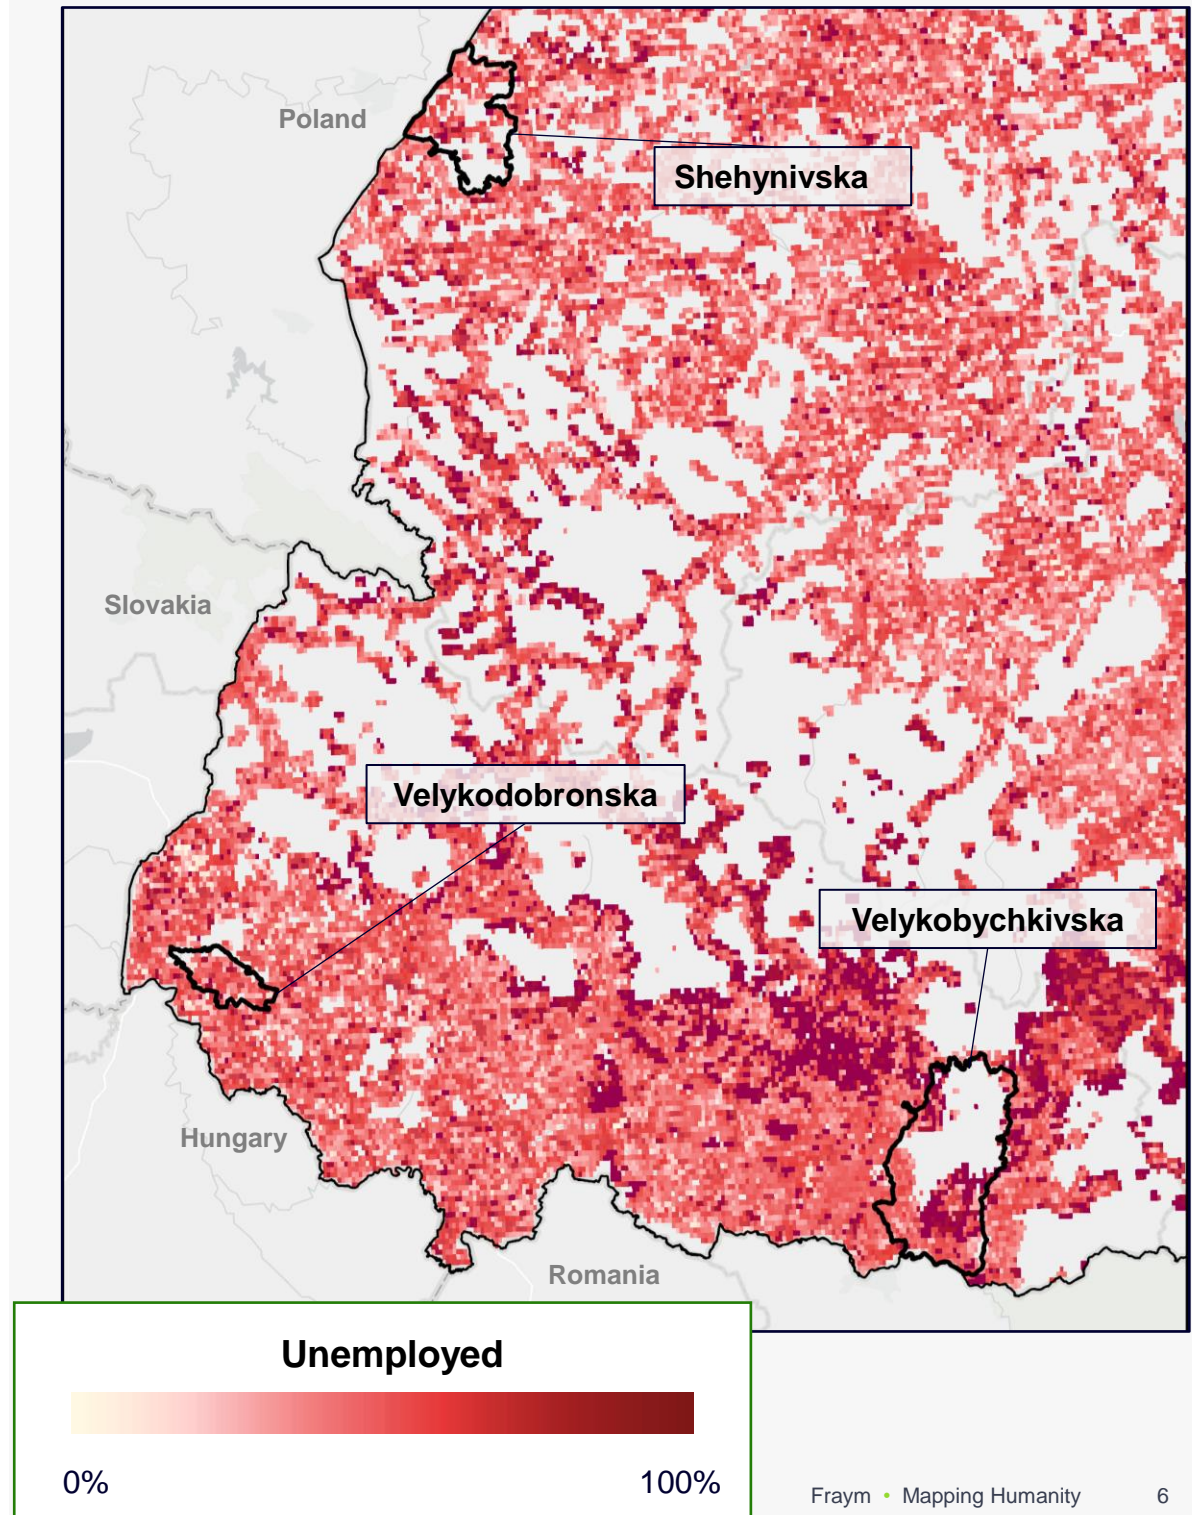 Poland
Shehynivska
Slovakia
Velykodobronska
Velykobychkivska
Hungary
Romania
Unemployed
0% 100%
Fraym • Mapping Humanity 6